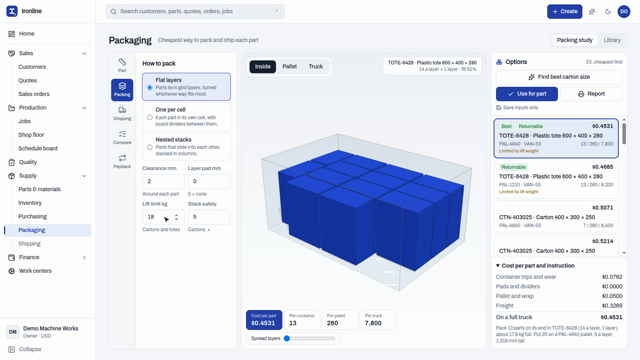 Ironline
Search customers, parts, quotes, orders, jobs
/
Create
DO
Home
Sales
Customers
Quotes
Sales orders
Production
Jobs
Shop floor
Schedule board
Quality
Supply
Parts & materials
Inventory
Purchasing
Packaging
Shipping
Finance
Work centers
DM
Demo Machine Works
Owner · USD
Collapse
Packaging
Cheapest way to pack and ship each part
Packing study
Library
Part
Packing
Shipping
Compare
Payback
How to pack
Flat layers
Parts lie in grid layers, turned whichever way fits most.
One per cell
Each part in its own cell, with board dividers between them.
Nested stacks
Parts that slide into each other, stacked in columns.
Clearance mm
Layer pad mm
2
0
Around each part
0 = none
Lift limit kg
Stack safety
18
5
Cartons and totes
Cartons, ×
Inside
Pallet
Truck
TOTE-6428 · Plastic tote 600 × 400 × 280
14 a layer × 1 layer · fill 81%
Cost per part
$0.4531
Per container
13
Per pallet
260
Per truck
7,800
Spread layers
Options
23, cheapest first
Find best carton size
Use for part
Report
Save inputs only
Best
Returnable
$0.4531
TOTE-6428 · Plastic tote 600 × 400 × 280
PAL-4840 · VAN-53
13 / 260 / 7,800
Limited by lift weight
Returnable
$0.4685
TOTE-6428 · Plastic tote 600 × 400 × 280
PAL-1210 · VAN-53
13 / 260 / 8,320
Limited by lift weight
$0.5071
CTN-403025 · Carton 400 × 300 × 250
PAL-4840 · VAN-53
7 / 280 / 8,400
$0.5214
CTN-403025 · Carton 400 × 300 × 250
Cost per part and instruction
Container trips and wear
$0.0762
Pads and dividers
$0.0000
Pallet and wrap
$0.0500
Freight
$0.3269
On a full truck
$0.4531
Pack 13 parts on its end in TOTE-6428 (14 a layer, 1 layer), about 17.8 kg full. Put 20 on a PAL-4840 pallet, 5 a layer, 1,318 mm tall.